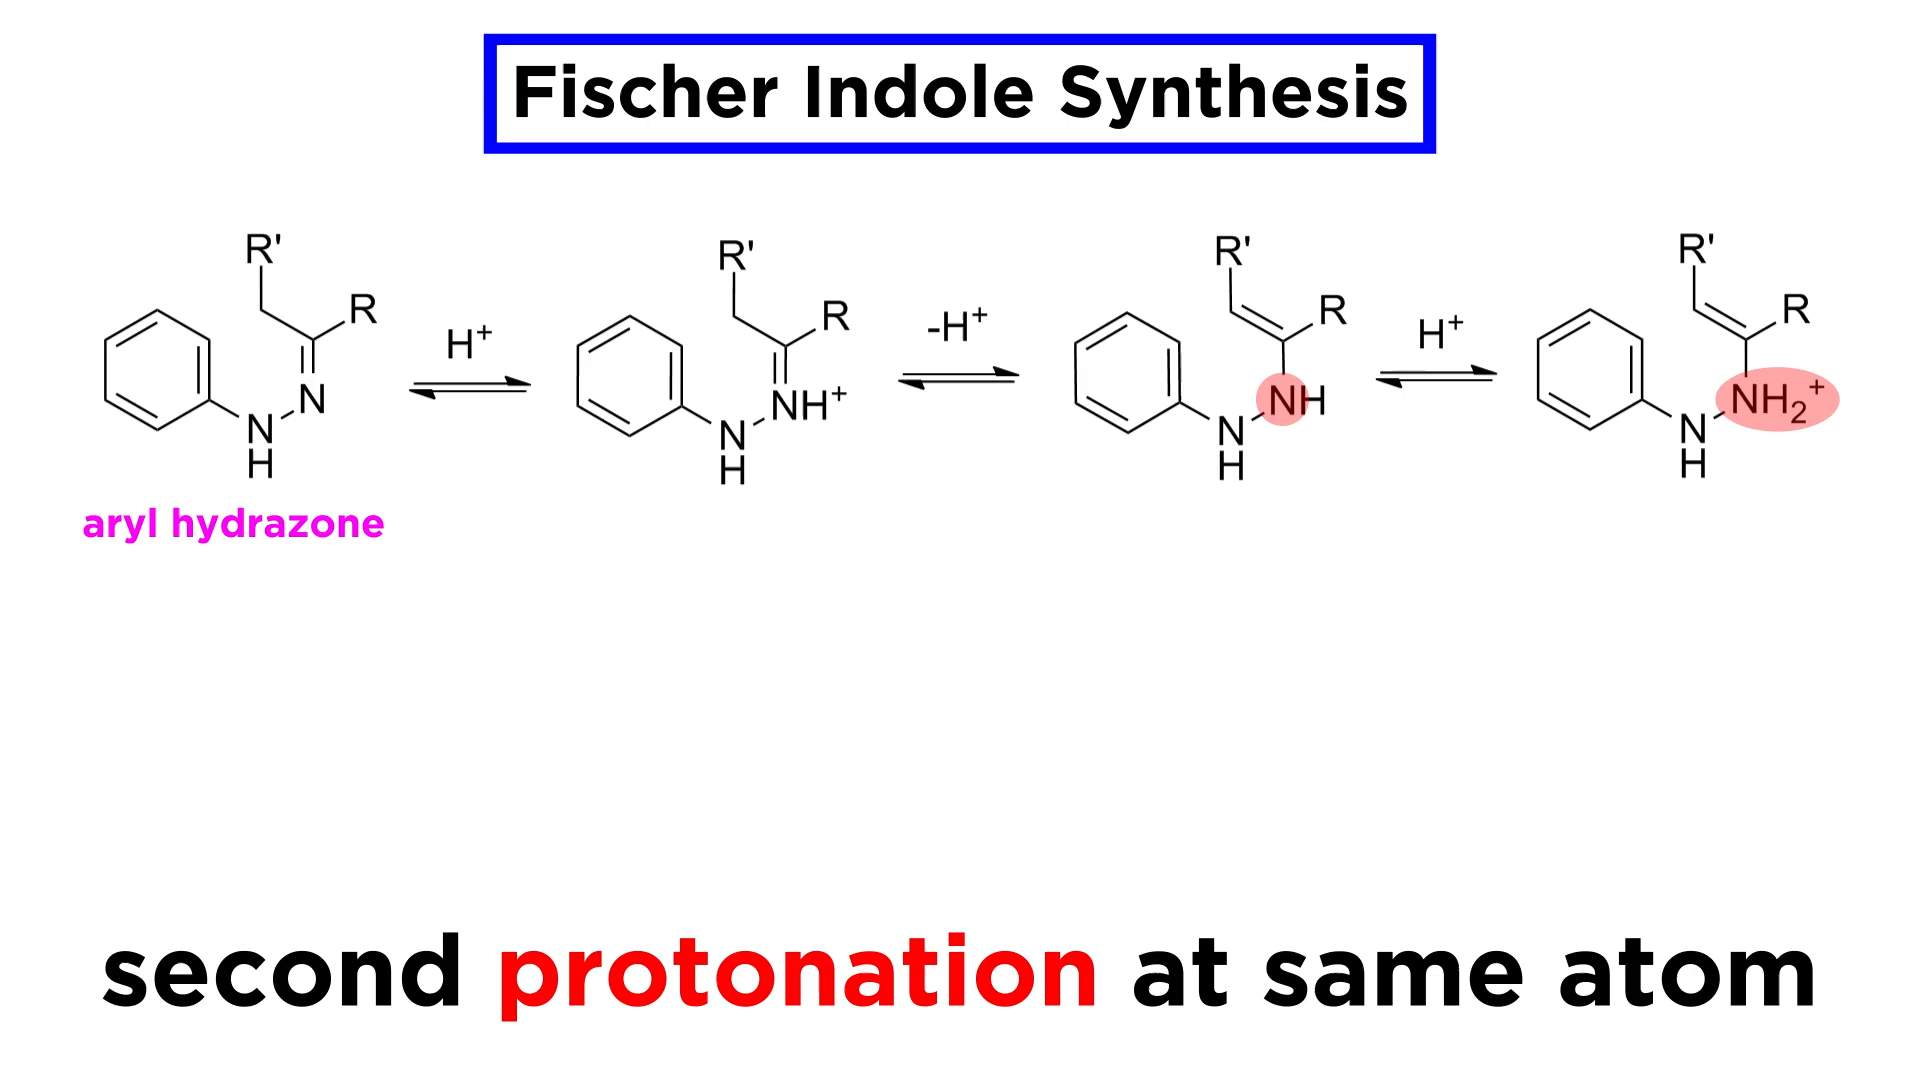 Fischer Indole Synthesis
R'
R
N
N
H
H+
R'
R
NH+
N
H
-H+
R'
R
NH
N
H
H+
R'
R
NH2+
N
H
aryl hydrazone
second protonation at same atom